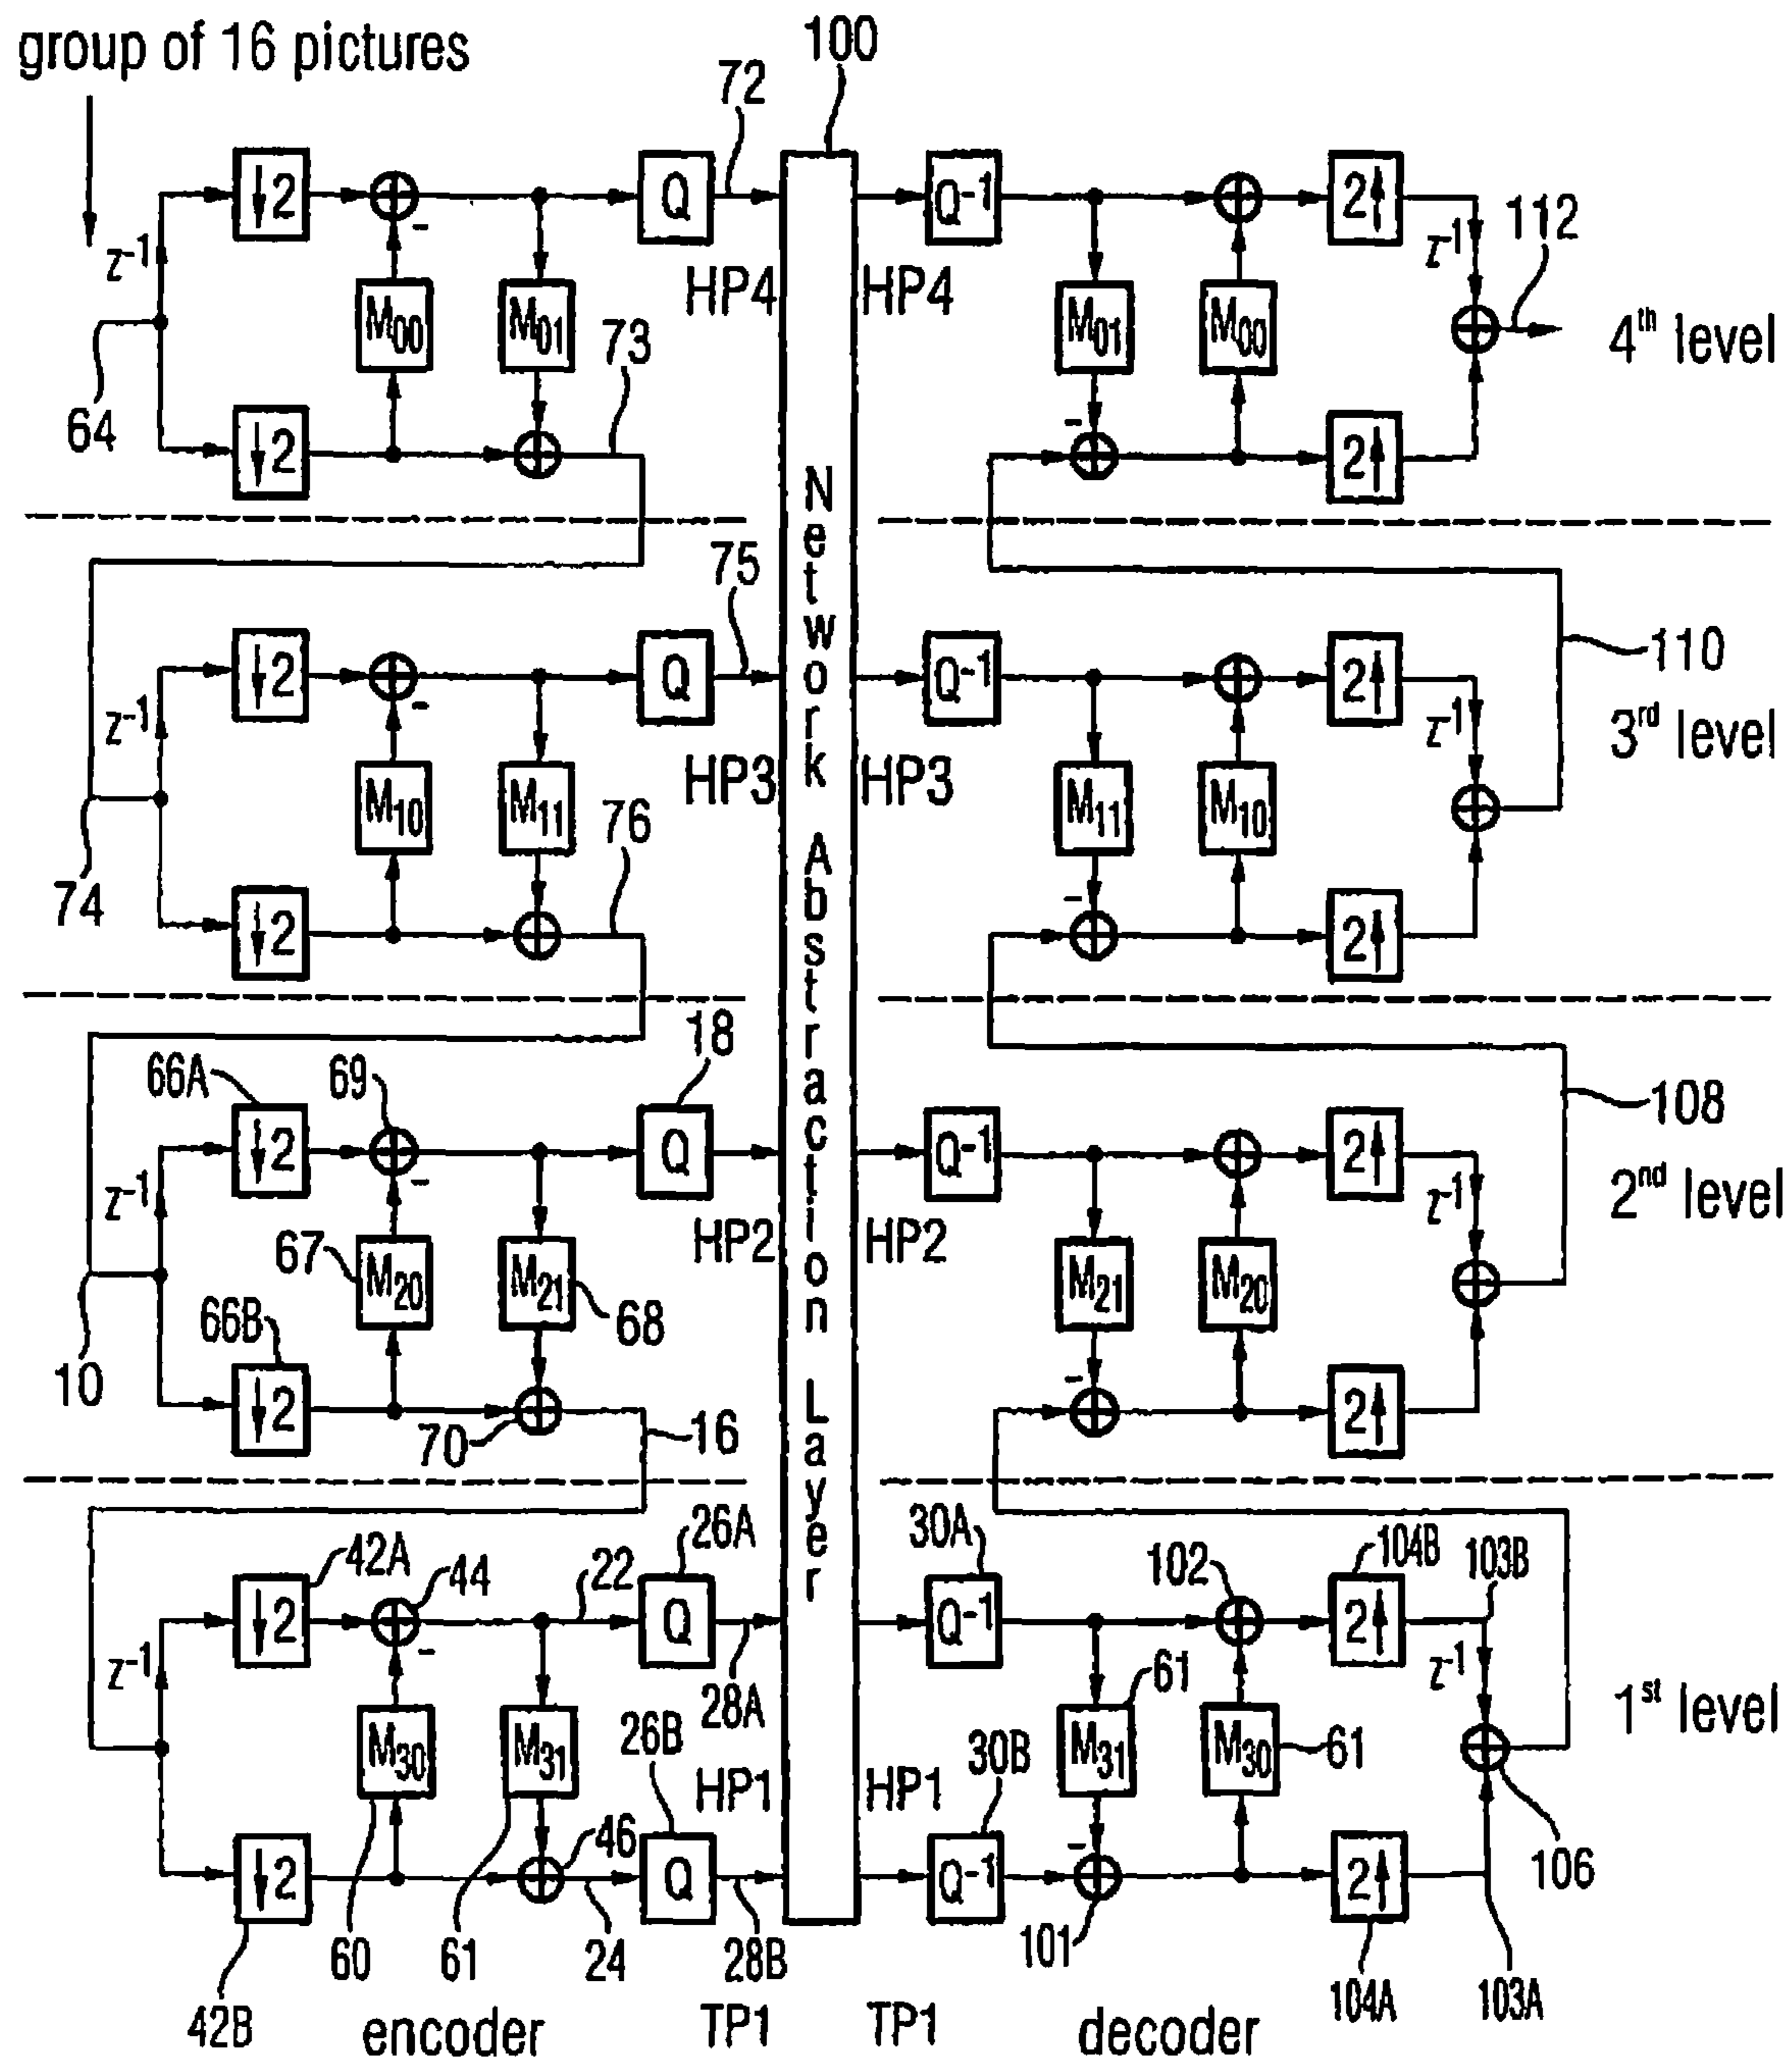 group of 16 pictures
100
72
↓2
Q
Q⁻¹
2↑
z⁻¹
-
HP4
HP4
z⁻¹
112
M00
M01
73
M01
M00
4th level
64
-
↓2
2↑
75
↓2
Q
Q⁻¹
2↑
110
z⁻¹
-
z⁻¹
3rd level
HP3
HP3
M10
M11
76
M11
M10
74
-
↓2
2↑
18
66A
69
108
↓2
Q
Q⁻¹
2↑
z⁻¹
-
z⁻¹
2nd level
HP2
HP2
67
M20
M21
68
M21
M20
66B
10
-
↓2
2↑
70
16
Network Abstraction Layer
42A
44
22
26A
30A
102
104B
103B
↓2
Q
Q⁻¹
2↑
z⁻¹
-
28A
61
z⁻¹
1st level
M30
M31
26B
HP1
HP1
30B
M31
M30
61
46
-
106
↓2
Q
Q⁻¹
2↑
60
61
24
28B
101
104A
103A
42B
encoder
TP1
TP1
decoder